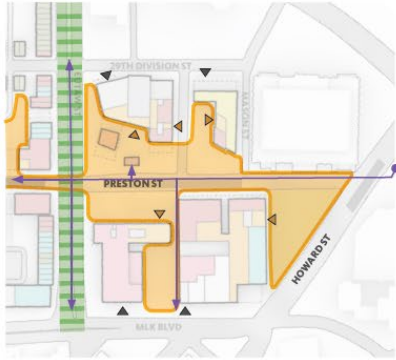 29TH DIVISION ST
MASON ST
PRESTON ST
HOWARD ST
MLK BLVD